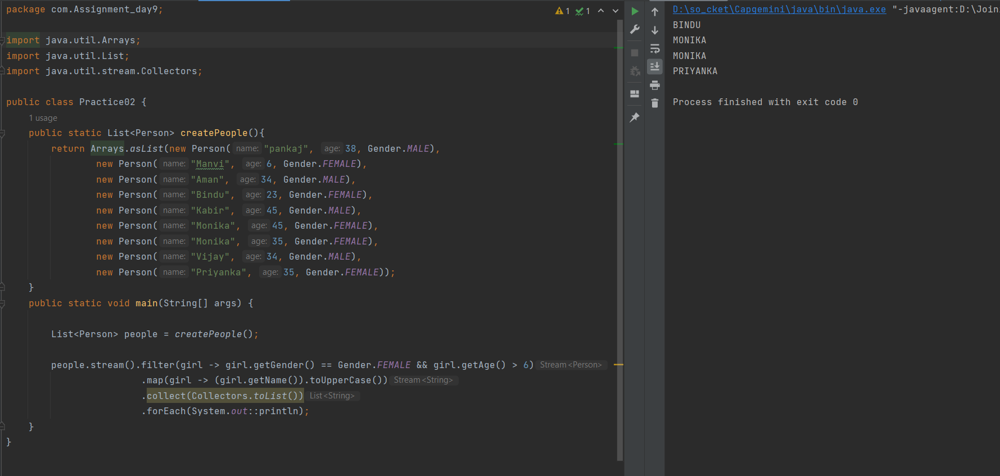 package com.Assignment_day9;
1 1
import java.util.Arrays;
import java.util.List;
import java.util.stream.Collectors;
public class Practice02 {
1 usage
public static List<Person> createPeople(){
return Arrays.asList(new Person( name: "pankaj", age: 38, Gender.MALE),
new Person( name: "Manvi", age: 6, Gender.FEMALE),
new Person( name: "Aman", age: 34, Gender.MALE),
new Person( name: "Bindu", age: 23, Gender.FEMALE),
new Person( name: "Kabir", age: 45, Gender.MALE),
new Person( name: "Monika", age: 45, Gender.FEMALE),
new Person( name: "Monika", age: 35, Gender.FEMALE),
new Person( name: "Vijay", age: 34, Gender.MALE),
new Person( name: "Priyanka", age: 35, Gender.FEMALE));
}
public static void main(String[] args) {
List<Person> people = createPeople();
people.stream().filter(girl -> girl.getGender() == Gender.FEMALE && girl.getAge() > 6) Stream<Person>
.map(girl -> (girl.getName()).toUpperCase()) Stream<String>
.collect(Collectors.toList()) List<String>
.forEach(System.out::println);
}
}
D:\so_cket\Capgemini\java\bin\java.exe "-javaagent:D:\Join
BINDU
MONIKA
MONIKA
PRIYANKA
Process finished with exit code 0